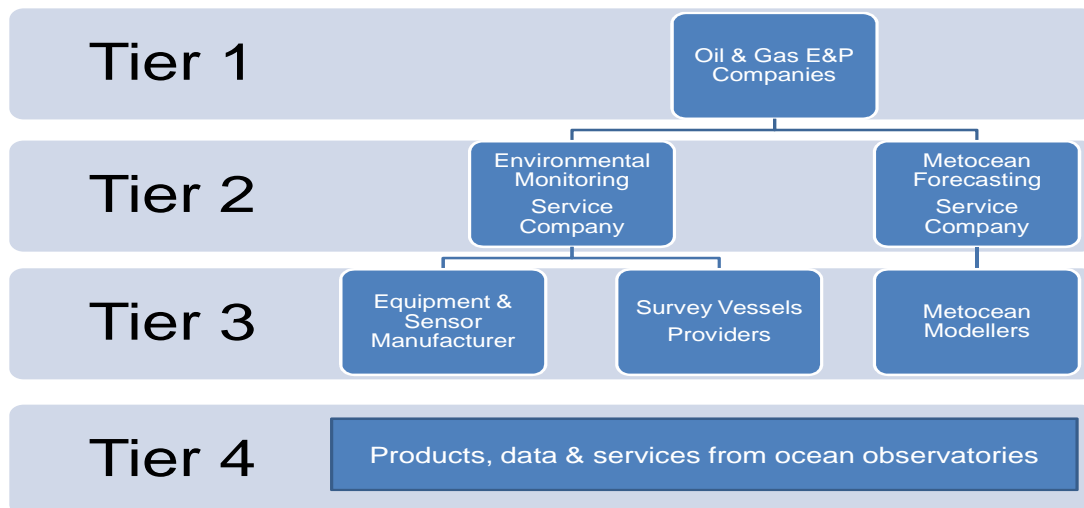 Tier 1
Oil & Gas E&P
Companies
Tier 2
Environmental
Monitoring
Service
Company
Metocean
Forecasting
Service
Company
Tier 3
Equipment &
Sensor
Manufacturer
Survey Vessels
Providers
Metocean
Modellers
Tier 4
Products, data & services from ocean observatories